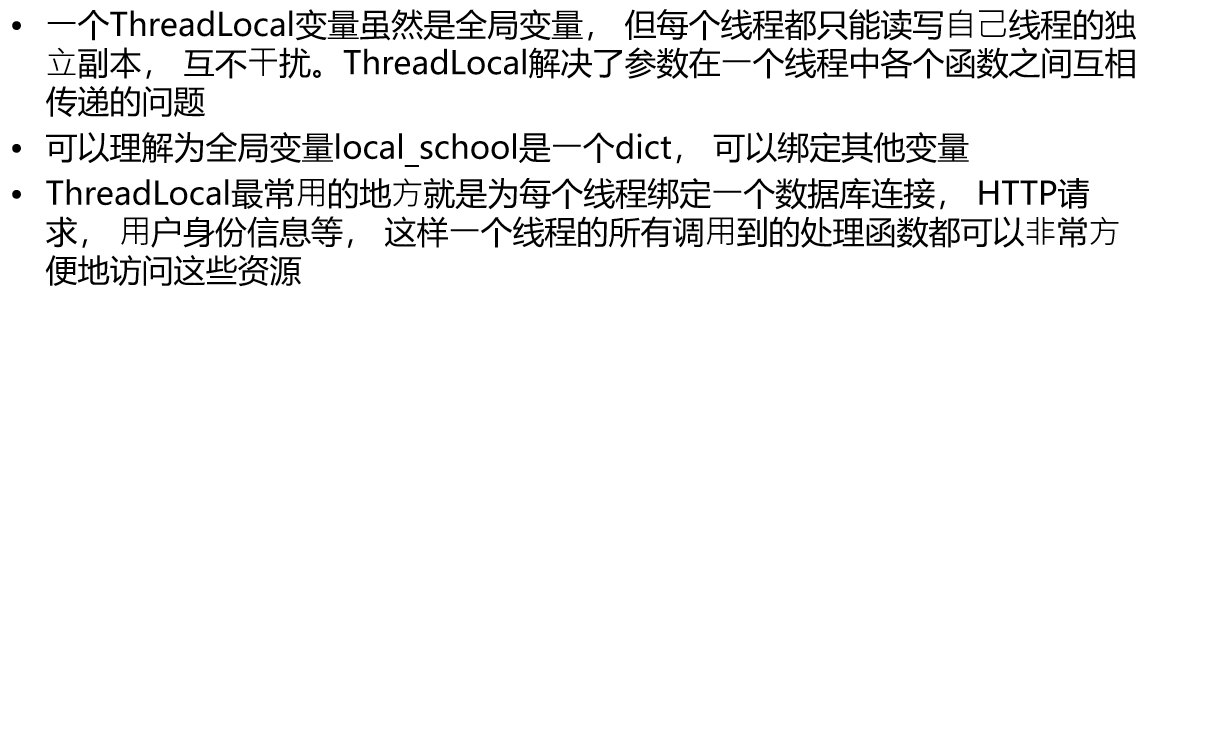 • 一个ThreadLocal变量虽然是全局变量， 但每个线程都只能读写自己线程的独
立副本， 互不干扰。ThreadLocal解决了参数在一个线程中各个函数之间互相
传递的问题
• 可以理解为全局变量local_school是一个dict， 可以绑定其他变量
• ThreadLocal最常用的地方就是为每个线程绑定一个数据库连接， HTTP请
求， 用户身份信息等， 这样一个线程的所有调用到的处理函数都可以非常方
便地访问这些资源